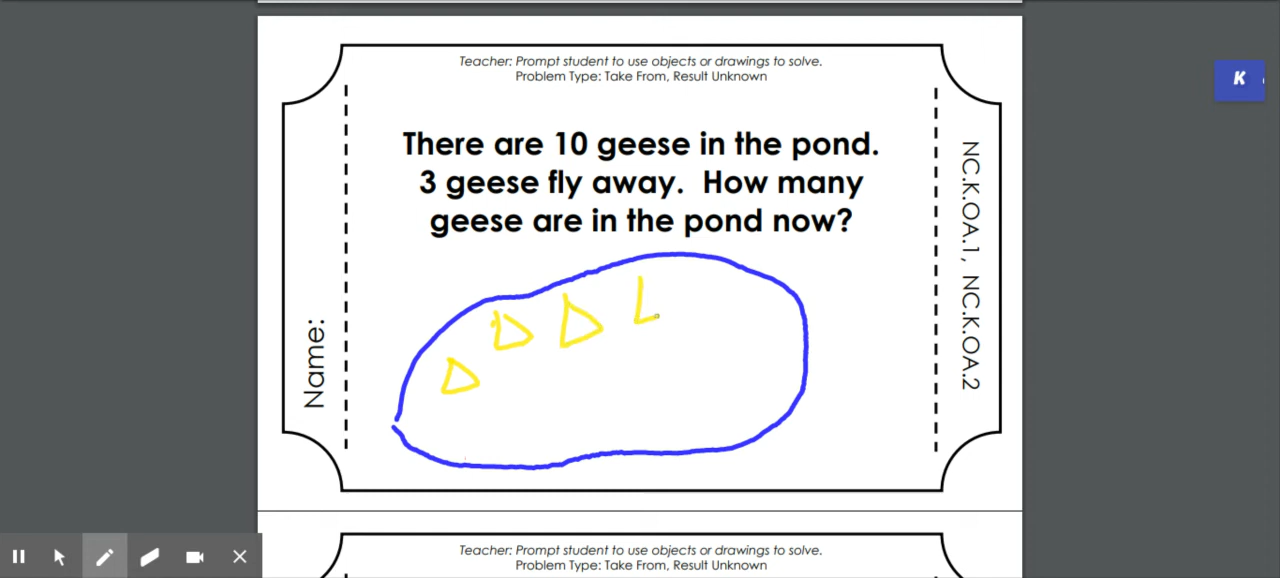 Teacher: Prompt student to use objects or drawings to solve.
Problem Type: Take From, Result Unknown
K
There are 10 geese in the pond.
3 geese fly away. How many
geese are in the pond now?
NC.K.OA.1, NC.K.OA.2
Name:
Teacher: Prompt student to use objects or drawings to solve.
Problem Type: Take From, Result Unknown